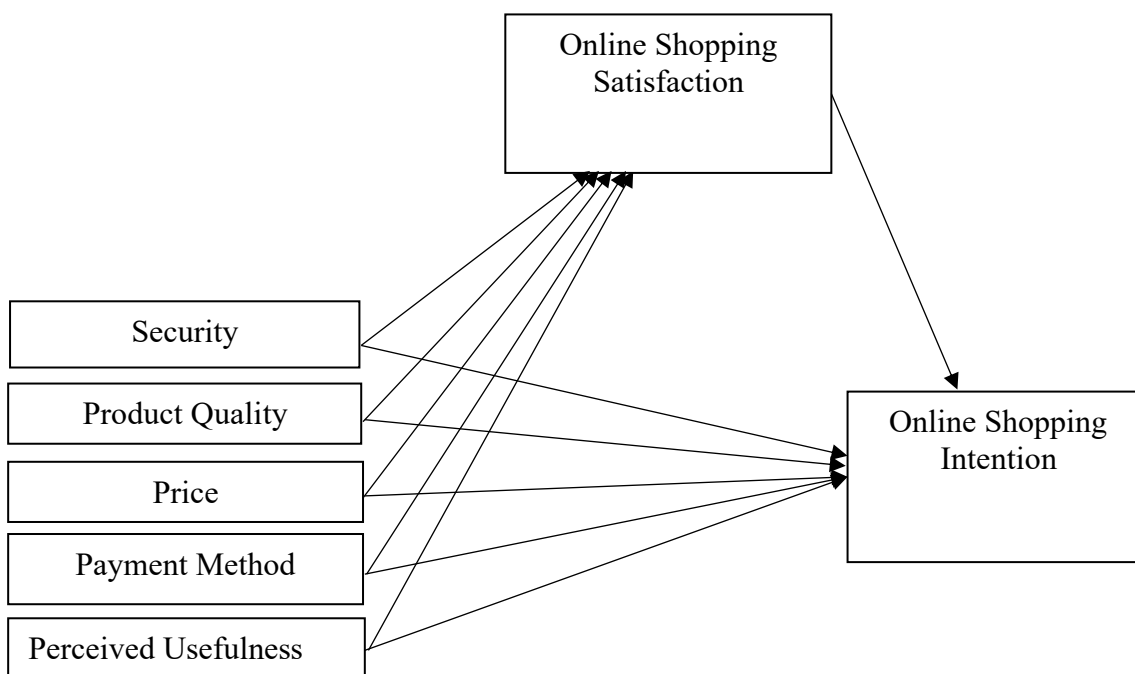 Online Shopping
Satisfaction
Security
Product Quality
Price
Payment Method
Perceived Usefulness
Online Shopping
Intention